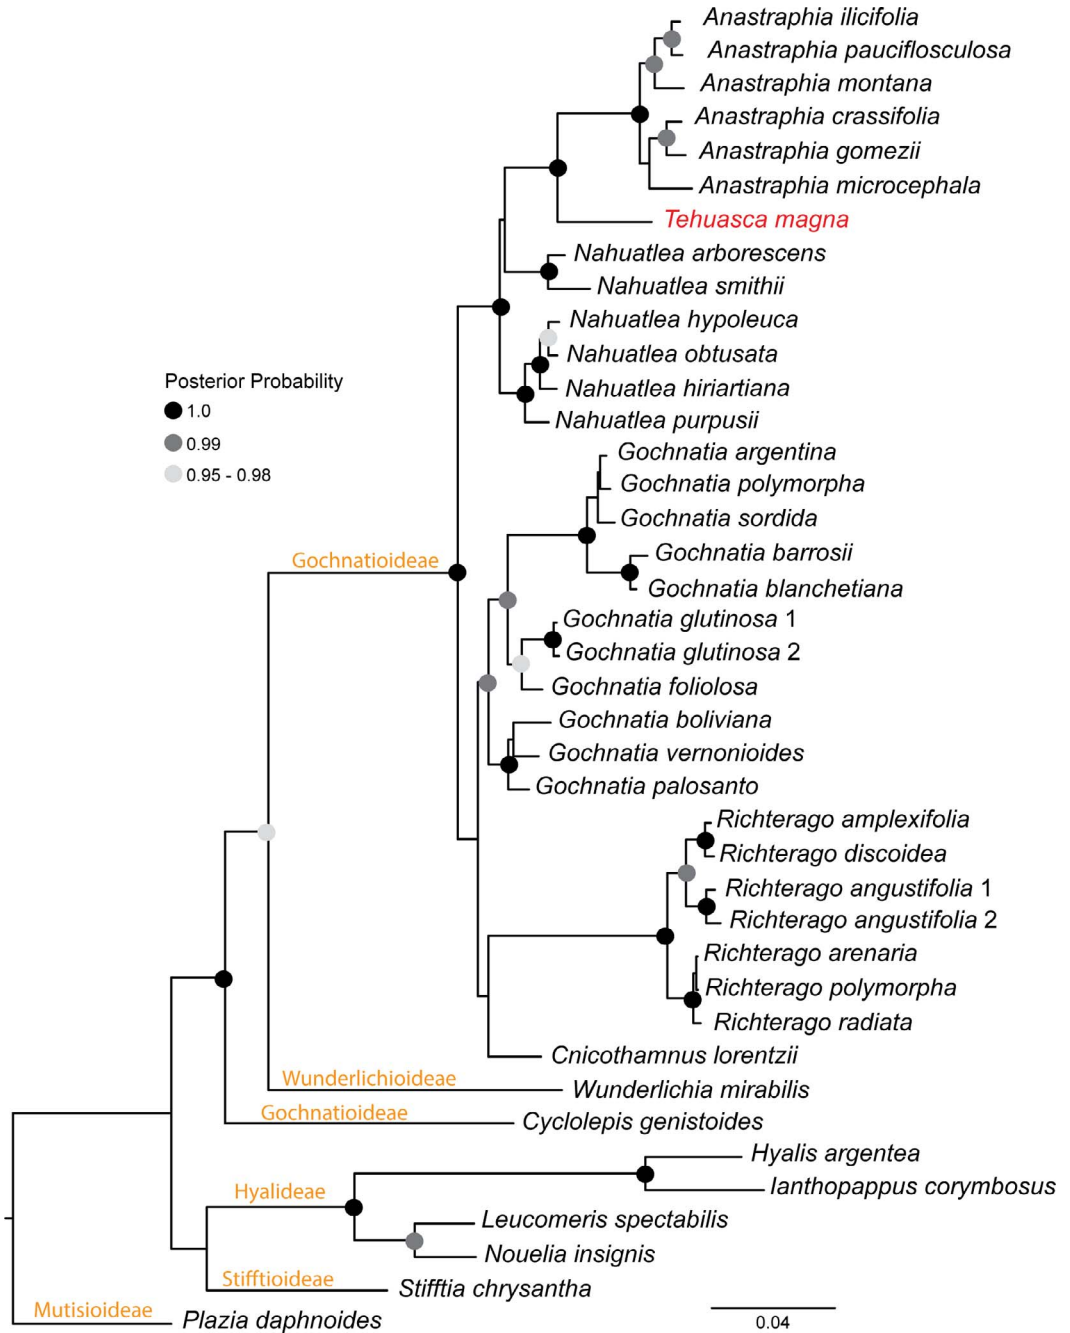 Anastraphia ilicifolia
Anastraphia pauciflosculosa
Anastraphia montana
Anastraphia crassifolia
Anastraphia gomezii
Anastraphia microcephala
Tehuasca magna
Nahuatlea arborescens
Nahuatlea smithii
Nahuatlea hypoleuca
Nahuatlea obtusata
Nahuatlea hiriartiana
Nahuatlea purpusii
Posterior Probability
1.0
0.99
0.95 - 0.98
Gochnatia argentina
Gochnatia polymorpha
Gochnatia sordida
Gochnatia barrosii
Gochnatia blanchetiana
Gochnatioideae
Gochnatia glutinosa 1
Gochnatia glutinosa 2
Gochnatia foliolosa
Gochnatia boliviana
Gochnatia vernonioides
Gochnatia palosanto
Richterago amplexifolia
Richterago discoidea
Richterago angustifolia 1
Richterago angustifolia 2
Richterago arenaria
Richterago polymorpha
Richterago radiata
Cnicothamnus lorentzii
Wunderlichioideae
Wunderlichia mirabilis
Gochnatioideae
Cyclolepis genistoides
Hyalis argentea
Ianthopappus corymbosus
Hyalideae
Leucomeris spectabilis
Nouelia insignis
Stifftioideae
Stifftia chrysantha
Mutisioideae
Plazia daphnoides
0.04